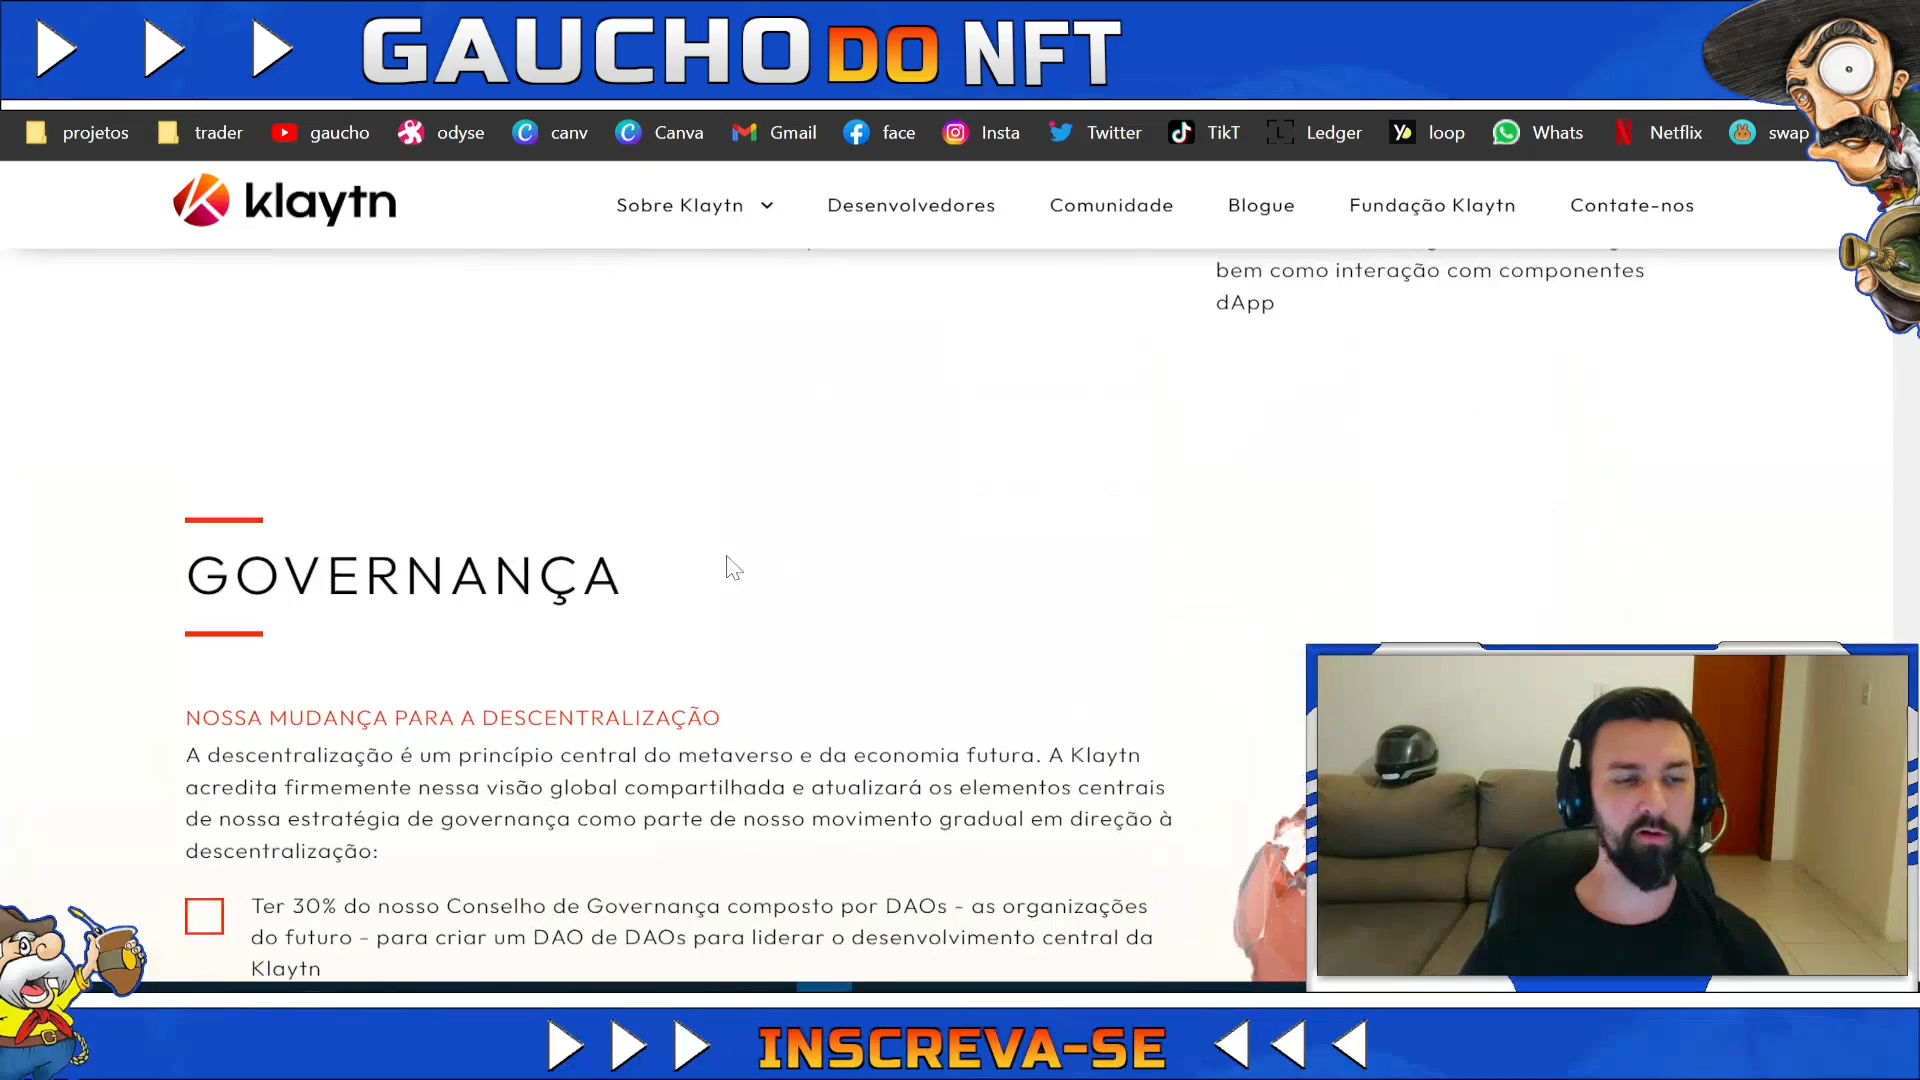 GAUCHO DO NFT
projetos trader gaucho odyse canv Canva Gmail face Insta Twitter TikT Ledger loop Whats Netflix swap
klaytn Sobre Klaytn Desenvolvedores Comunidade Blogue Fundação Klaytn Contate-nos
bem como interação com componentes
dApp
GOVERNANÇA
NOSSA MUDANÇA PARA A DESCENTRALIZAÇÃO
A descentralização é um princípio central do metaverso e da economia futura. A Klaytn
acredita firmemente nessa visão global compartilhada e atualizará os elementos centrais
de nossa estratégia de governança como parte de nosso movimento gradual em direção à
descentralização:
Ter 30% do nosso Conselho de Governança composto por DAOs - as organizações
do futuro - para criar um DAO de DAOs para liderar o desenvolvimento central da
Klaytn
INSCREVA-SE